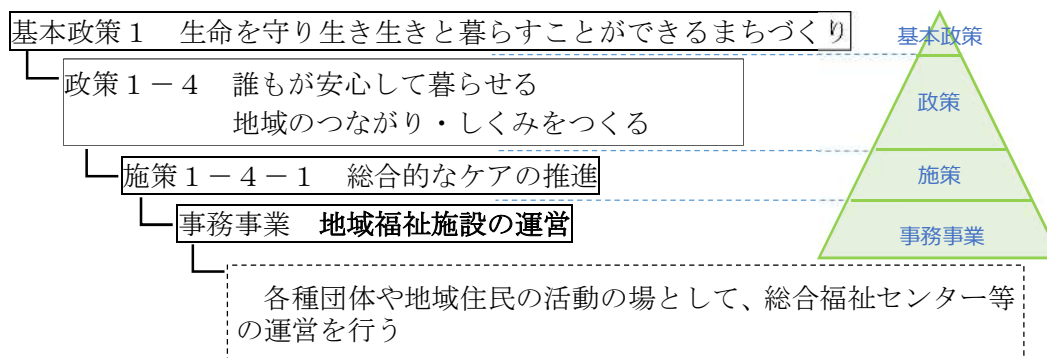 基本政策１　生命を守り生き生きと暮らすことができるまちづくり
政策１－４　誰もが安心して暮らせる
地域のつながり・しくみをつくる
施策１－４－１　総合的なケアの推進
事務事業　地域福祉施設の運営
各種団体や地域住民の活動の場として、総合福祉センター等
の運営を行う
基本政策
政策
施策
事務事業